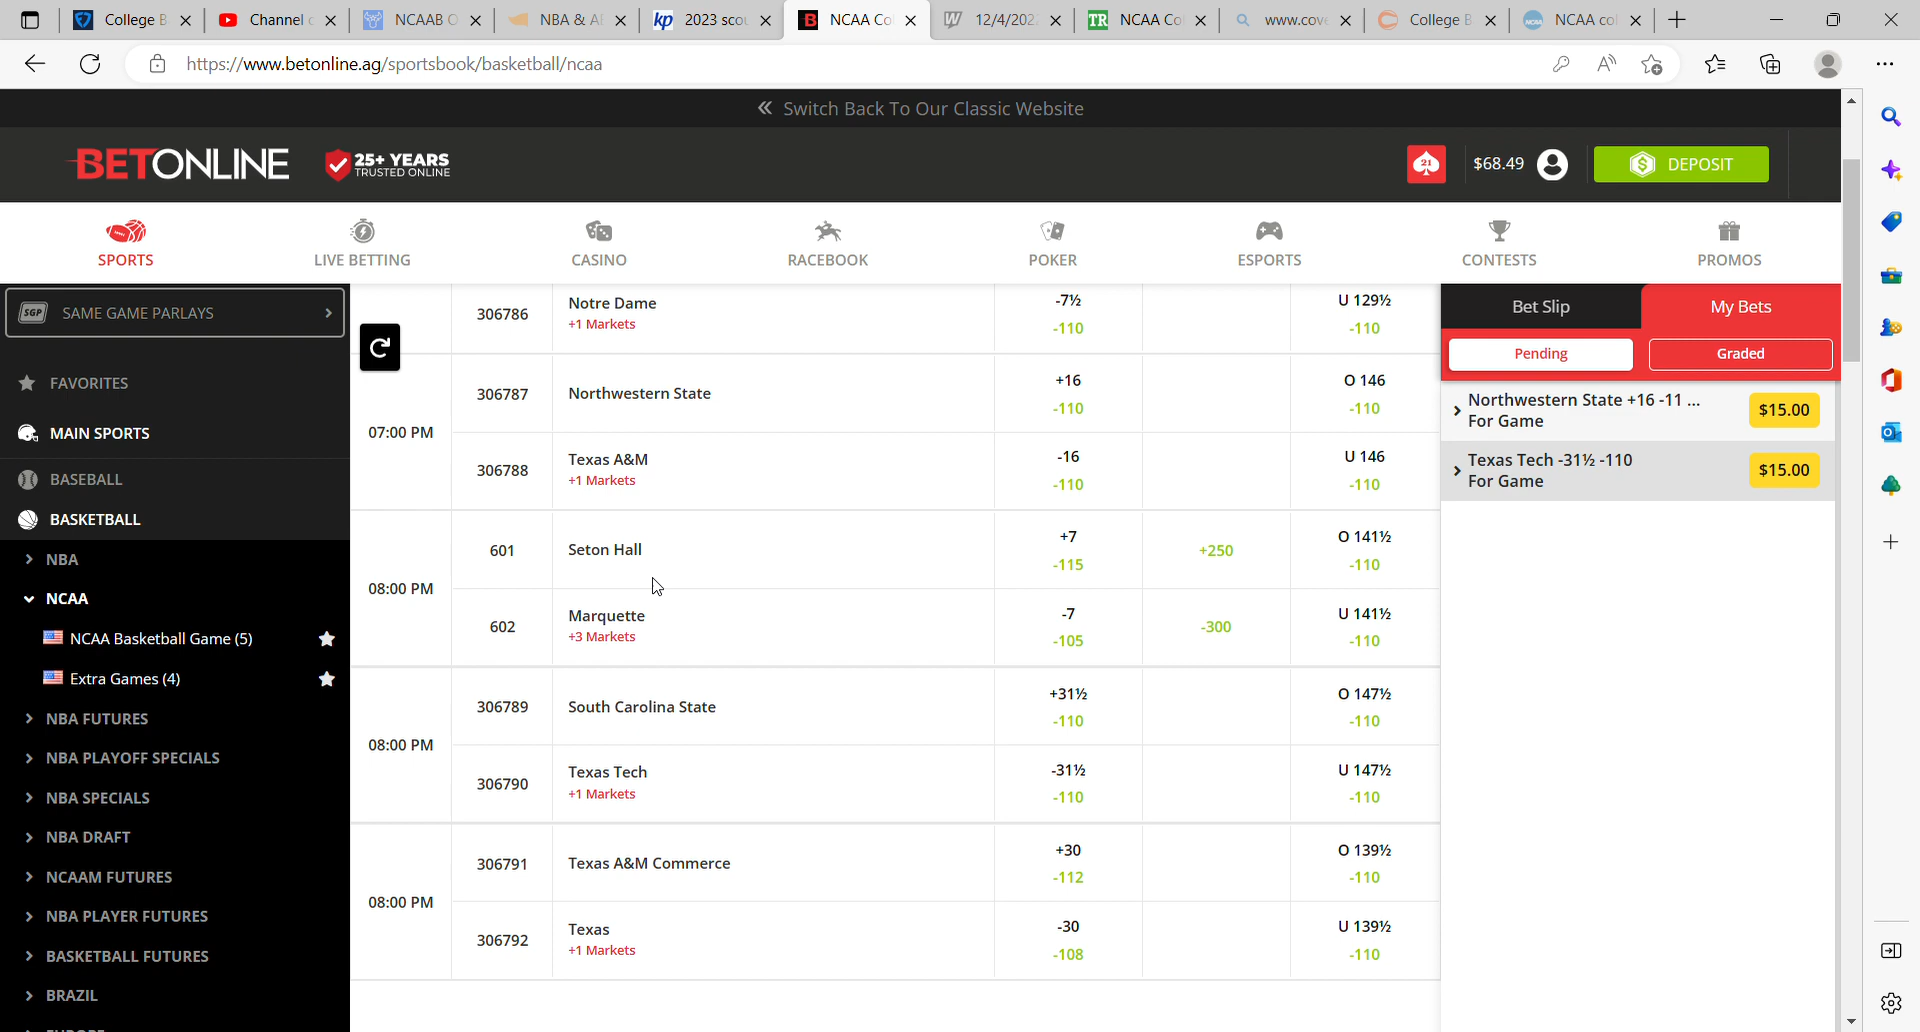 College B
Channel c
NCAAB O
NBA & A
kp 2023 scou
B NCAA Co
W 12/4/202
TR NCAA Co
www.cov
College B
NCAA col
https://www.betonline.ag/sportsbook/basketball/ncaa
« Switch Back To Our Classic Website
BETONLINE
25+ YEARS
TRUSTED ONLINE
21
$68.49
DEPOSIT
SPORTS
LIVE BETTING
CASINO
RACEBOOK
POKER
ESPORTS
CONTESTS
PROMOS
SGP SAME GAME PARLAYS
FAVORITES
MAIN SPORTS
BASEBALL
BASKETBALL
NBA
NCAA
NCAA Basketball Game (5)
Extra Games (4)
NBA FUTURES
NBA PLAYOFF SPECIALS
NBA SPECIALS
NBA DRAFT
NCAAM FUTURES
NBA PLAYER FUTURES
BASKETBALL FUTURES
BRAZIL
306786 Notre Dame -7½ U 129½
+1 Markets -110 -110
07:00 PM
306787 Northwestern State +16 O 146
-110 -110
306788 Texas A&M -16 U 146
+1 Markets -110 -110
08:00 PM
601 Seton Hall +7 +250 O 141½
-115 -110
602 Marquette -7 -300 U 141½
+3 Markets -105 -110
08:00 PM
306789 South Carolina State +31½ O 147½
-110 -110
306790 Texas Tech -31½ U 147½
+1 Markets -110 -110
08:00 PM
306791 Texas A&M Commerce +30 O 139½
-112 -110
306792 Texas -30 U 139½
+1 Markets -108 -110
Bet Slip
My Bets
Pending
Graded
Northwestern State +16 -11 ...
For Game
$15.00
Texas Tech -31½ -110
For Game
$15.00